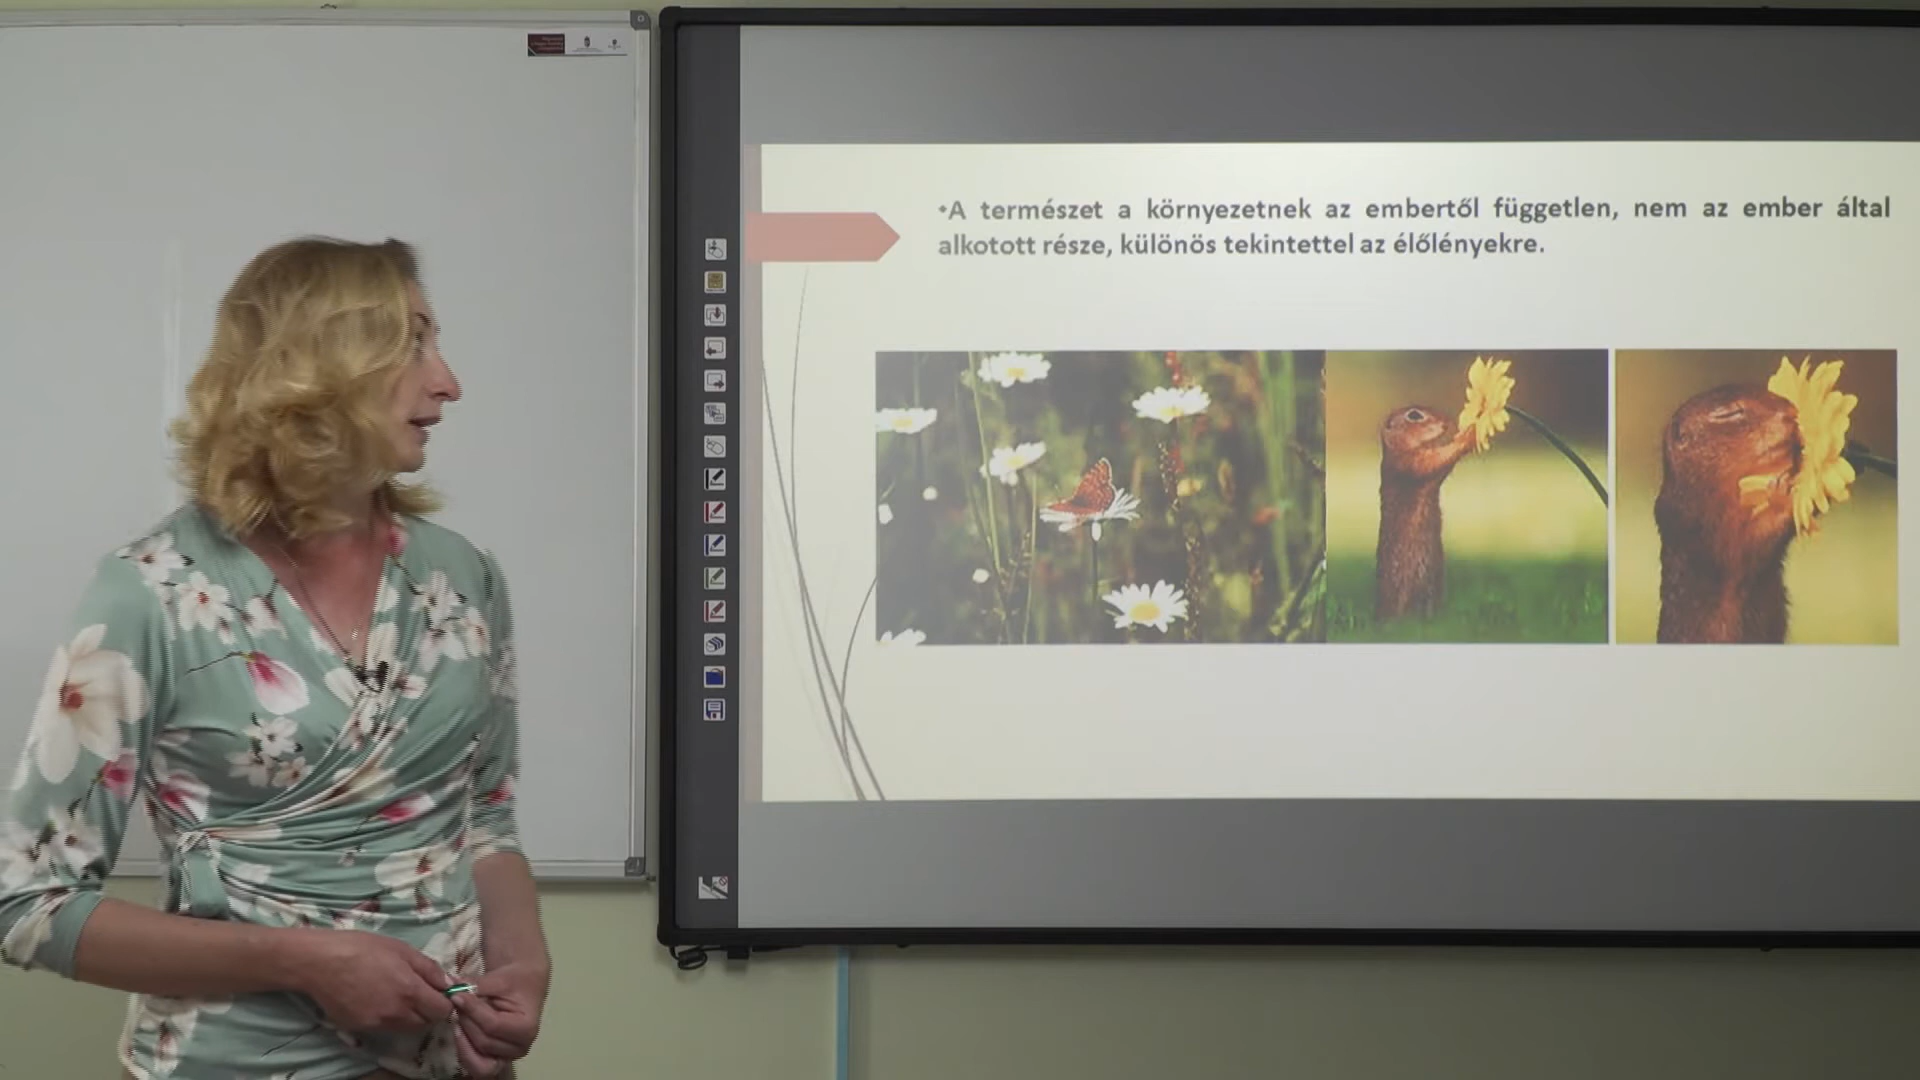 •A természet a környezetnek az embertől független, nem az ember által
alkotott része, különös tekintettel az élőlényekre.